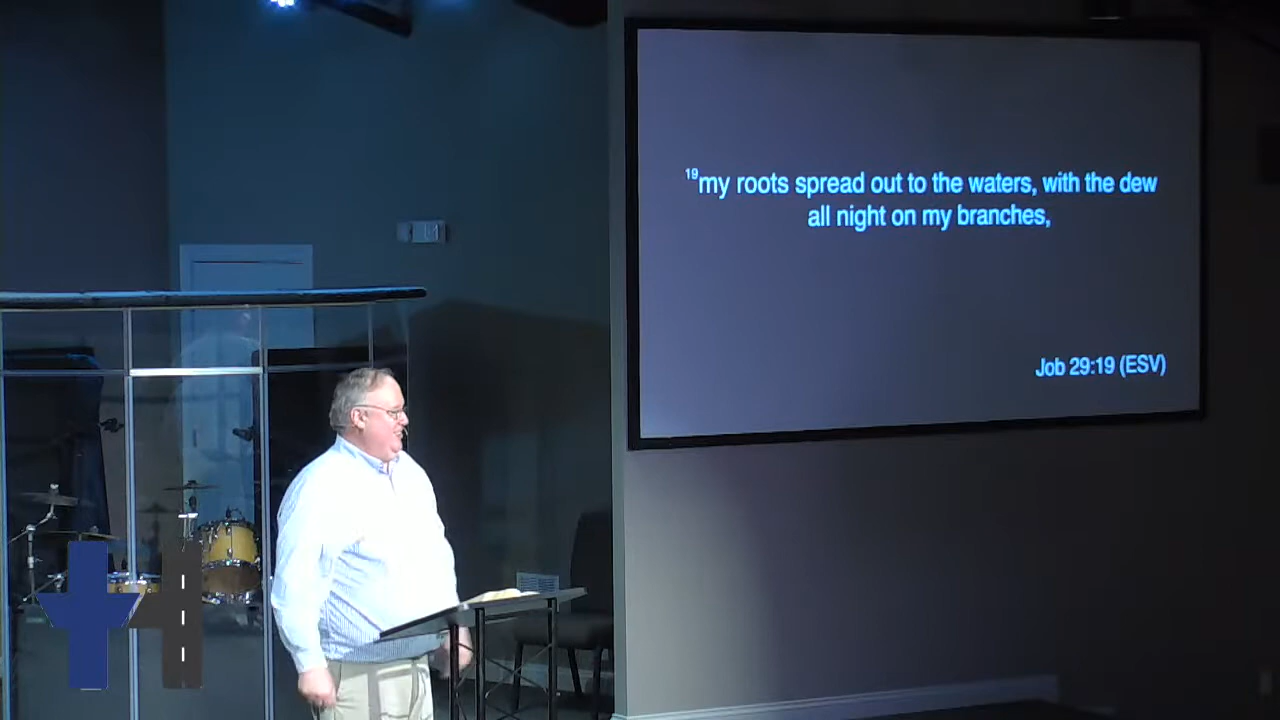 ¹⁹my roots spread out to the waters, with the dew
all night on my branches,
Job 29:19 (ESV)